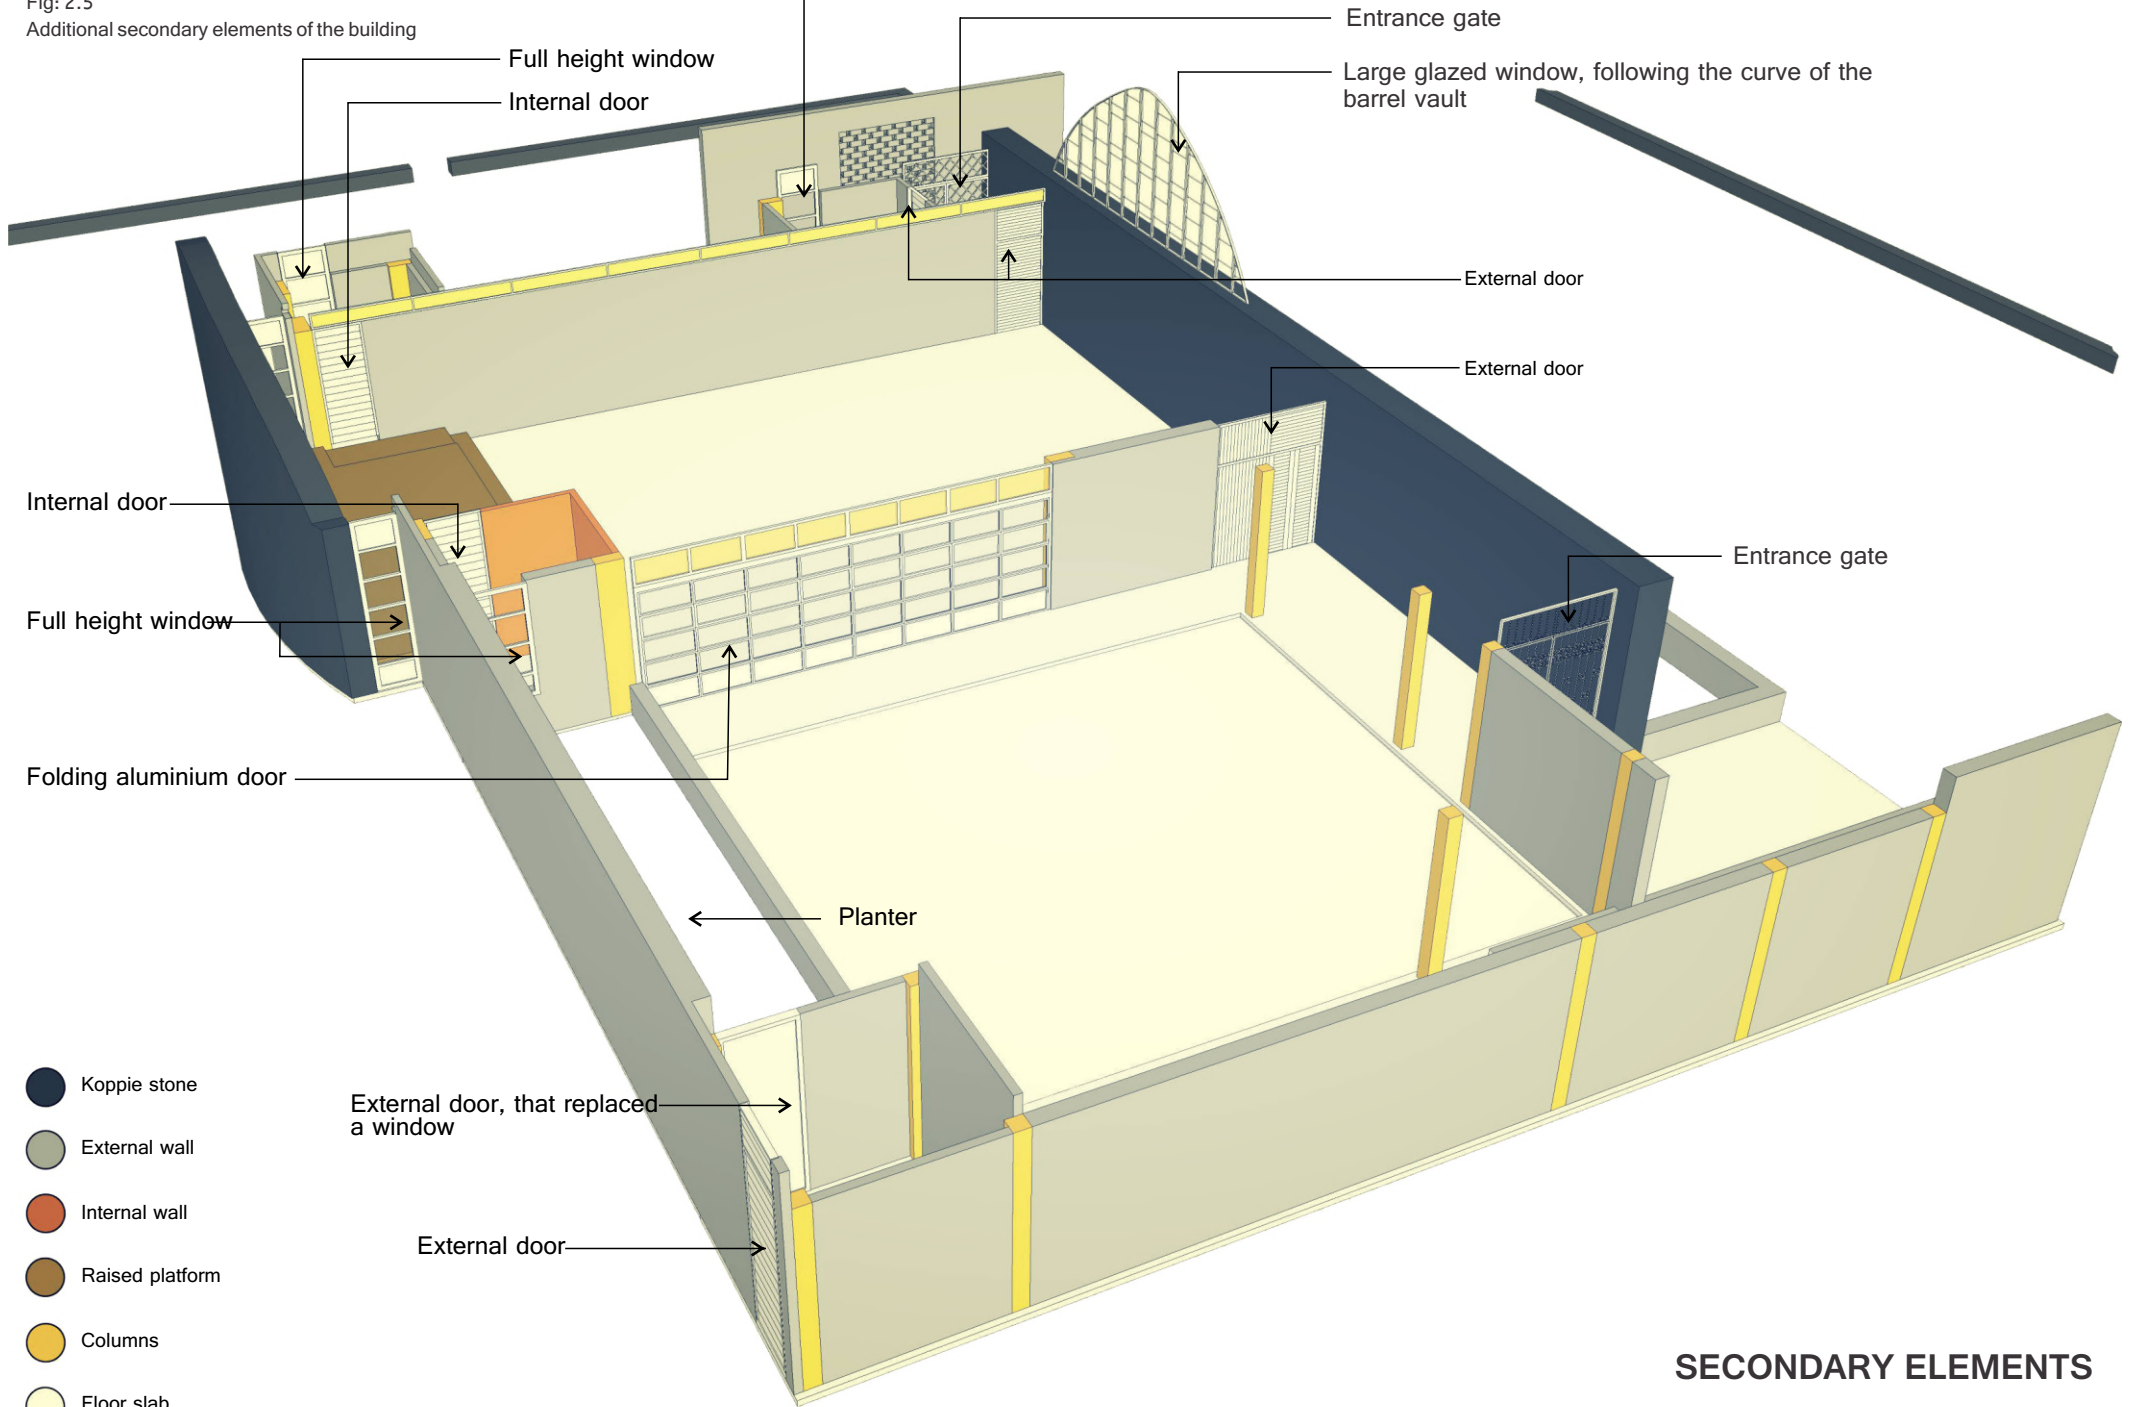 Fig: 2.5
Additional secondary elements of the building
Entrance gate
Full height window
Large glazed window, following the curve of the
barrel vault
Internal door
External door
External door
Internal door
Entrance gate
Full height window
Folding aluminium door
Planter
Koppie stone
External door, that replaced
a window
External wall
Internal wall
External door
Raised platform
Columns
SECONDARY ELEMENTS
Floor slab